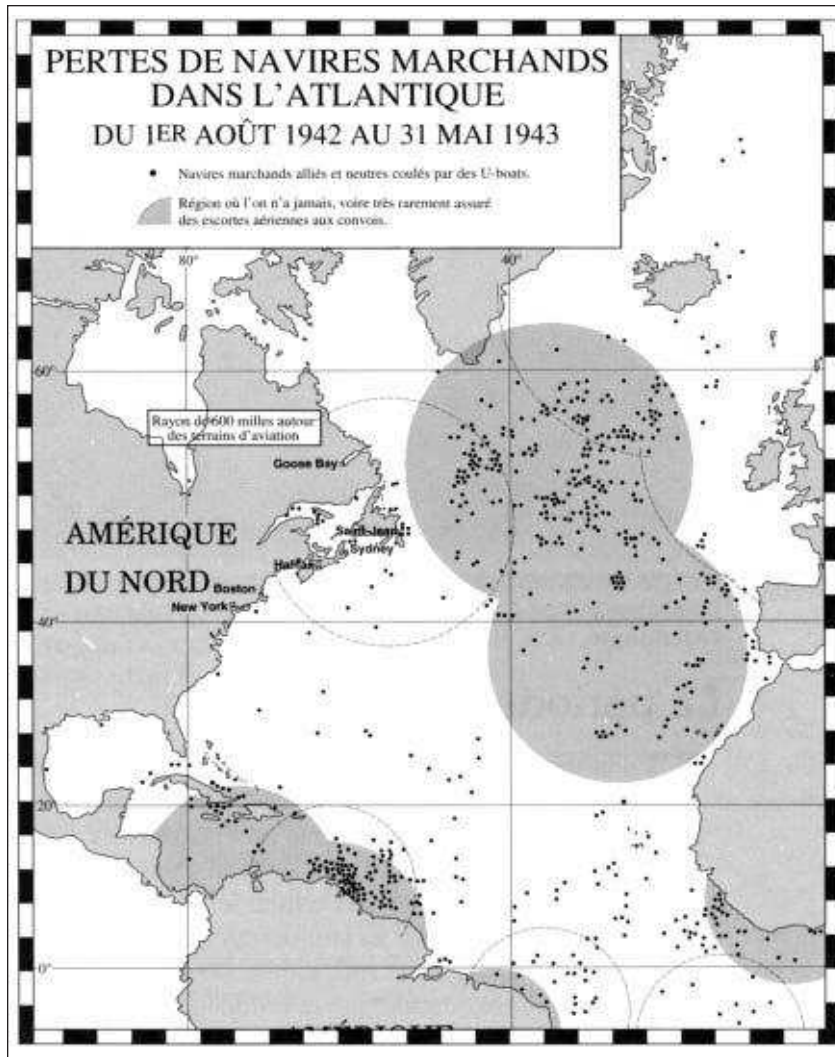 PERTES DE NAVIRES MARCHANDS
DANS L'ATLANTIQUE
DU 1ER AOÛT 1942 AU 31 MAI 1943
Navires marchands alliés et neutres coulés par des U-boats.
Région où l'on n'a jamais, voire très rarement assuré
des escortes aériennes aux convois.
80°
40°
60°
Rayon de 600 milles autour
des terrains d'aviation
Goose Bay
AMÉRIQUE
DU NORD
Saint-Jean
Sydney
Halifax
Boston
New York
40°
20°
0°
AMÉRIQUE